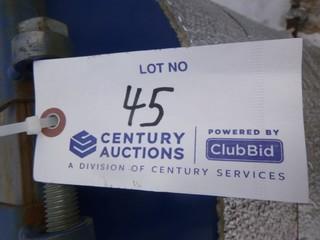 LOT NO
45
CENTURY AUCTIONS
POWERED BY
ClubBid
A DIVISION OF CENTURY SERVICES